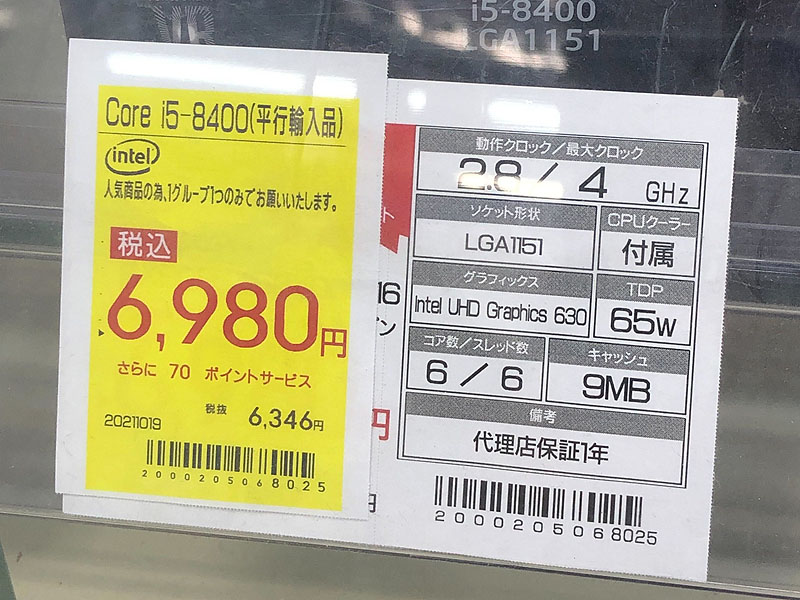 i5-8400
LGA1151
Core i5-8400(平行輸入品)
intel
人気商品の為、1グループ1つのみでお願いいたします。
税込
6,980円
さらに 70 ポイントサービス
税抜 6,346円
20211019
2000205068025
ト
16
ン
円
円
動作クロック/最大クロック
2.8 / 4 GHz
ソケット形状
LGA1151
CPUクーラー
付属
グラフィックス
Intel UHD Graphics 630
TDP
65W
コア数/スレッド数
6 / 6
キャッシュ
9MB
備考
代理店保証1年
2000205068025